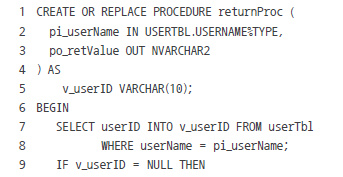 1 CREATE OR REPLACE PROCEDURE returnProc (
2 pi_userName IN USERTBL.USERNAME%TYPE,
3 po_retValue OUT NVARCHAR2
4 ) AS
5 v_userID VARCHAR(10);
6 BEGIN
7 SELECT userID INTO v_userID FROM userTbl
8 WHERE userName = pi_userName;
9 IF v_userID = NULL THEN